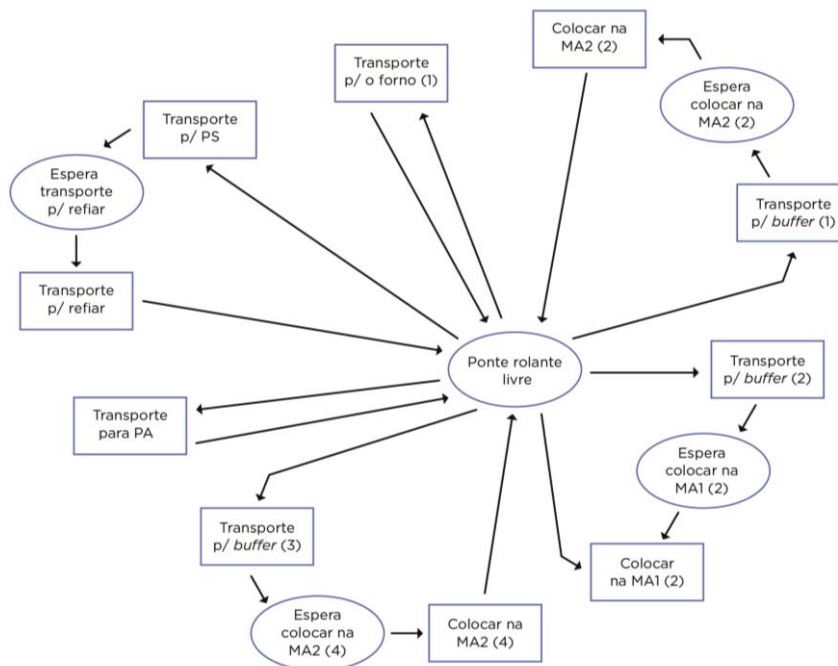 Colocar na
MA2 (2)
Transporte
p/ o forno (1)
Espera
colocar na
MA2 (2)
Transporte
p/ PS
Espera
transporte
p/ refiar
Transporte
p/ buffer (1)
Transporte
p/ refiar
Ponte rolante
livre
Transporte
p/ buffer (2)
Transporte
para PA
Espera
colocar na
MA1 (2)
Transporte
p/ buffer (3)
Colocar
na MA1 (2)
Espera
colocar na
MA2 (4)
Colocar na
MA2 (4)